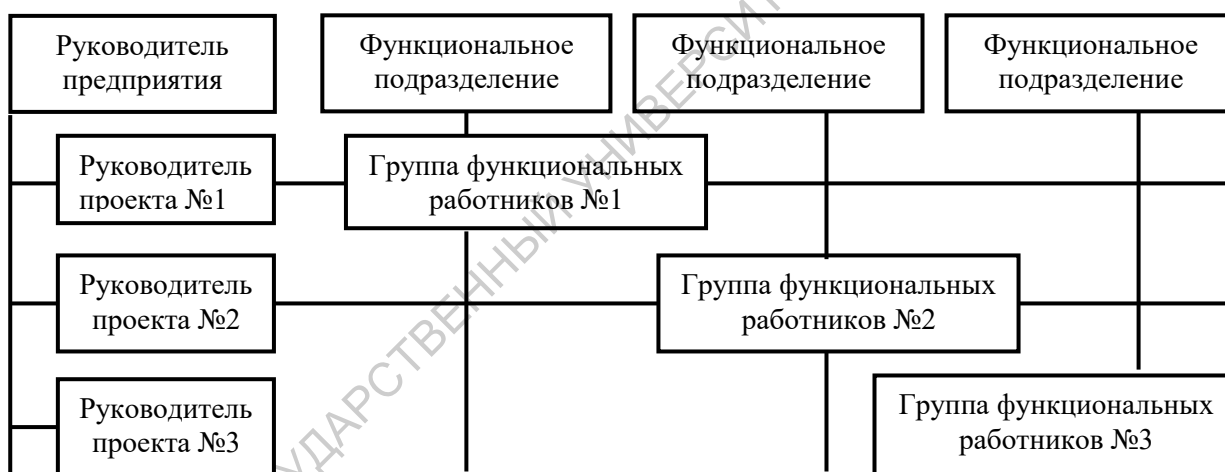 Руководитель
предприятия
Функциональное
подразделение
Функциональное
подразделение
Функциональное
подразделение
Руководитель
проекта №1
Группа функциональных
работников №1
Руководитель
проекта №2
Группа функциональных
работников №2
Руководитель
проекта №3
Группа функциональных
работников №3